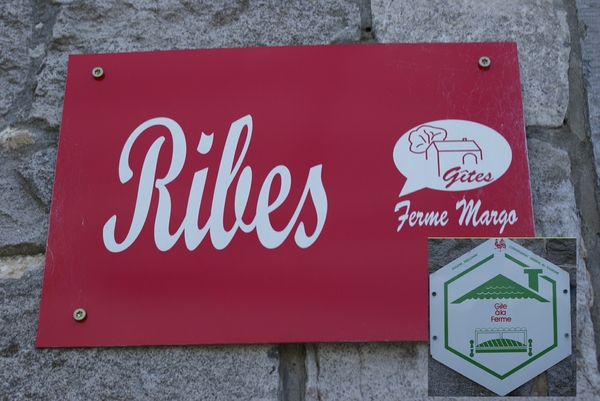 Ribes
Gîtes
Ferme Margo
Gîte
à la
Ferme